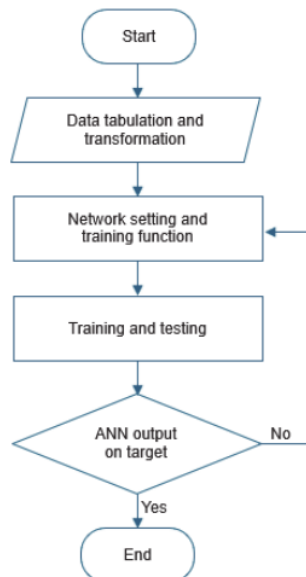 Start
Data tabulation and
transformation
Network setting and
training function
Training and testing
ANN output
on target
No
Yes
End